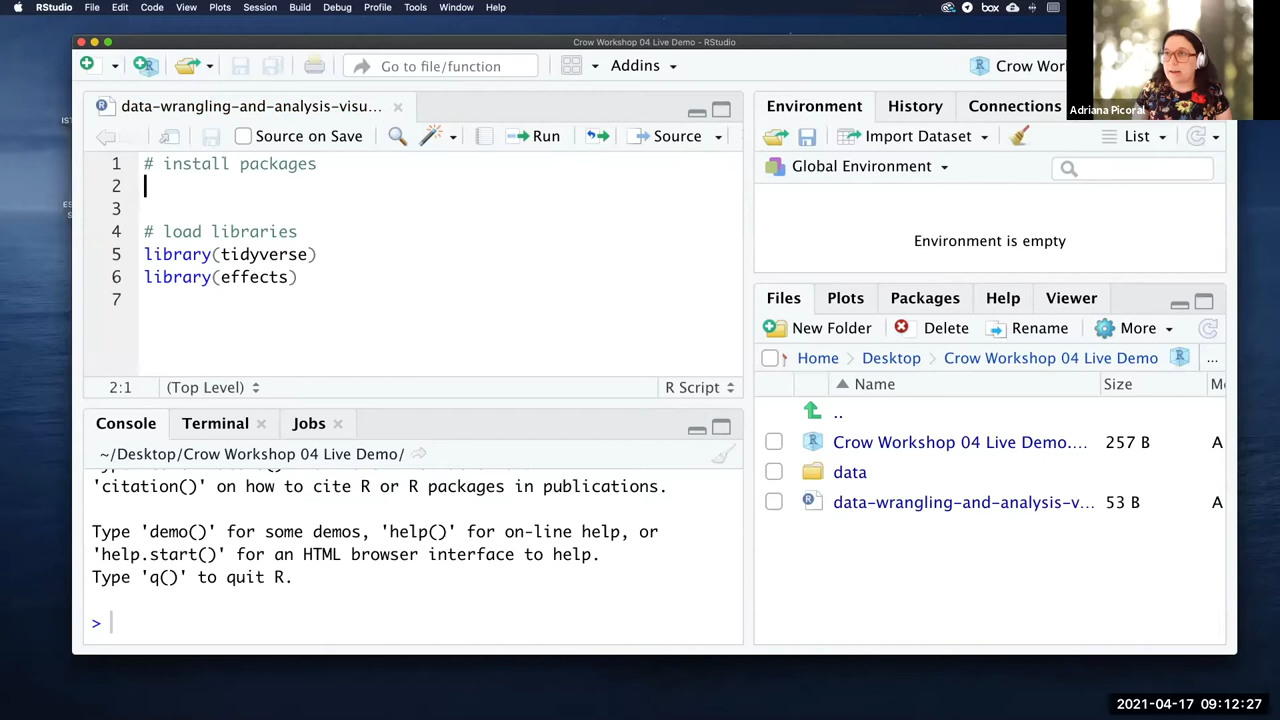 RStudio File Edit Code View Plots Session Build Debug Profile Tools Window Help
box
Crow Workshop 04 Live Demo - RStudio
Go to file/function
Addins
Crow Wor
Adriana Picoral
data-wrangling-and-analysis-visu...
Source on Save
Run
Source
1 # install packages
2
3
4 # load libraries
5 library(tidyverse)
6 library(effects)
7
2:1 (Top Level)
R Script
Console Terminal Jobs
~/Desktop/Crow Workshop 04 Live Demo/
'citation()' on how to cite R or R packages in publications.
Type 'demo()' for some demos, 'help()' for on-line help, or
'help.start()' for an HTML browser interface to help.
Type 'q()' to quit R.
>
Environment History Connections
Import Dataset
List
Global Environment
Environment is empty
Files Plots Packages Help Viewer
New Folder Delete Rename More
Home Desktop Crow Workshop 04 Live Demo ...
Name Size
..
Crow Workshop 04 Live Demo.... 257 B A
data
data-wrangling-and-analysis-v... 53 B A
2021-04-17 09:12:27